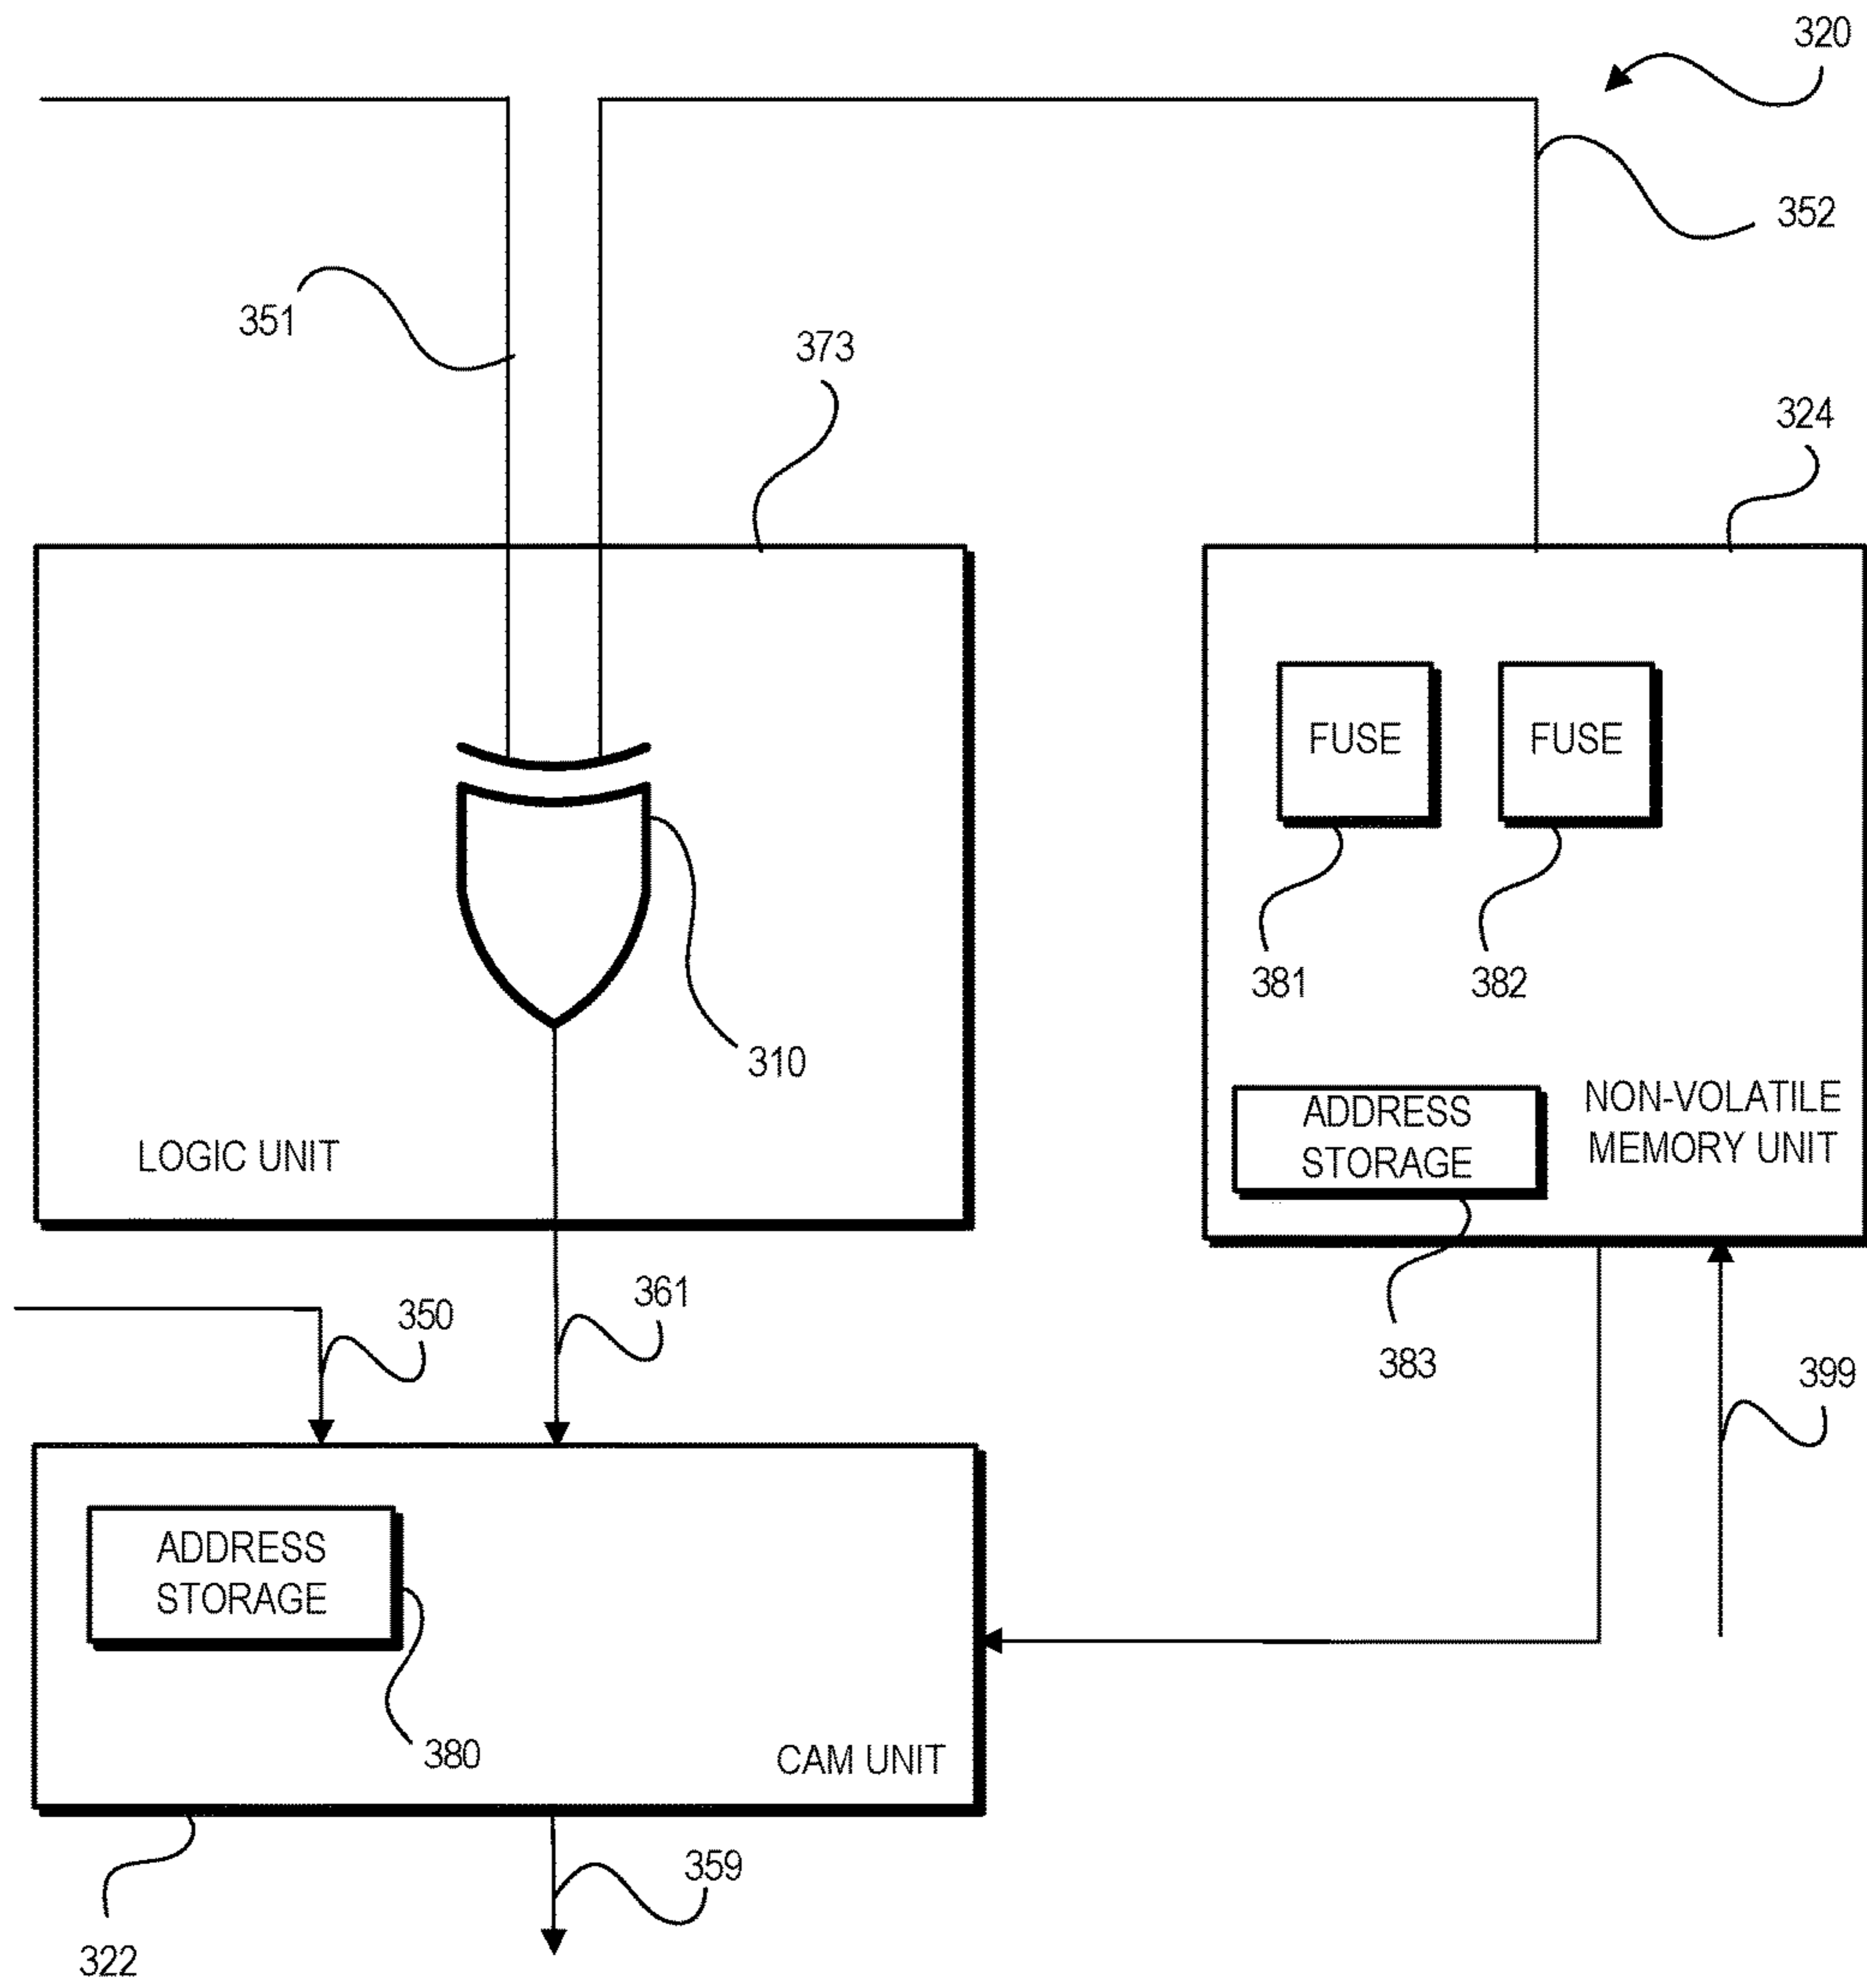 320
352
351
373
324
FUSE
FUSE
381
382
310
ADDRESS
STORAGE
NON-VOLATILE
MEMORY UNIT
LOGIC UNIT
350
361
383
399
ADDRESS
STORAGE
380
CAM UNIT
359
322